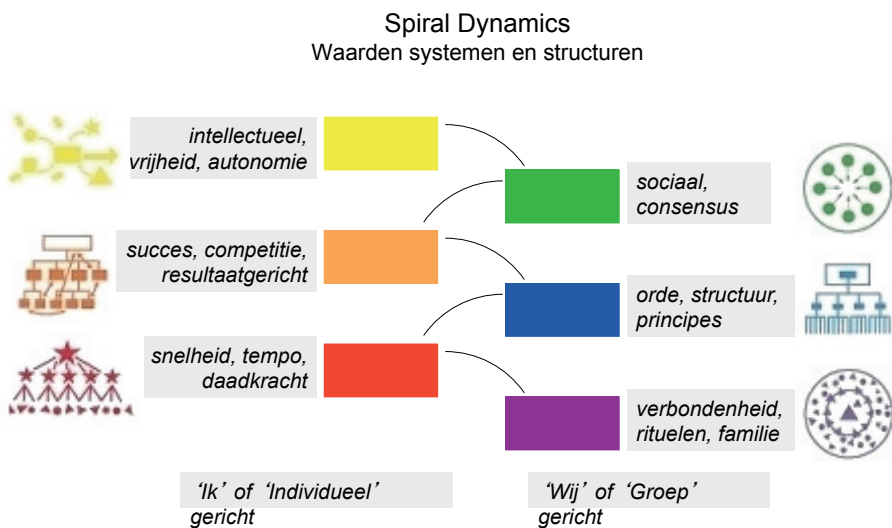 Spiral Dynamics
Waarden systemen en structuren
intellectueel,
vrijheid, autonomie
sociaal,
consensus
succes, competitie,
resultaatgericht
orde, structuur,
principes
snelheid, tempo,
daadkracht
verbondenheid,
rituelen, familie
‘Ik’ of ‘Individueel’
gericht
‘Wij’ of ‘Groep’
gericht